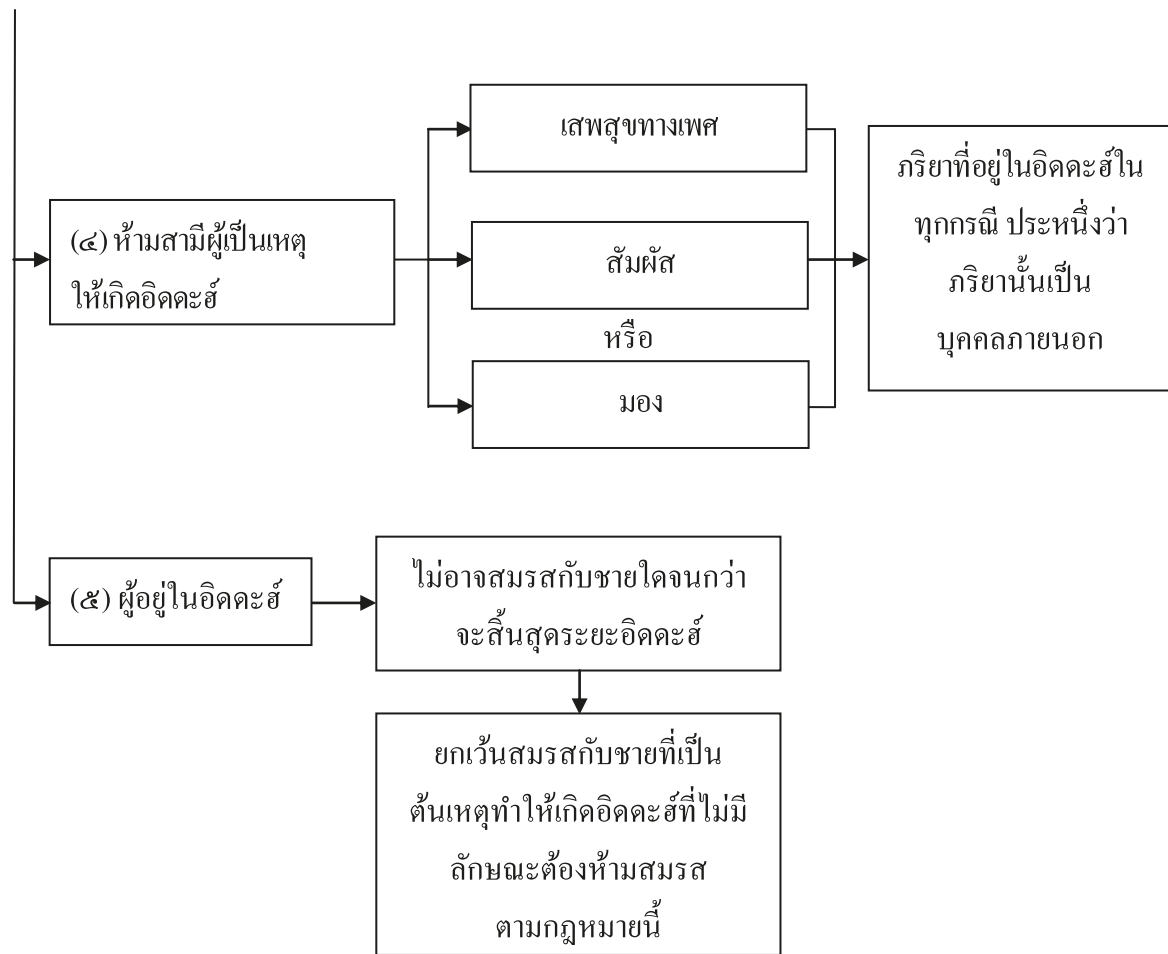 (๔) ห้ามสามีผู้เป็นเหตุ
ให้เกิดอิดดะฮ์
เสพสุขทางเพศ
สัมผัส
หรือ
มอง
ภริยาที่อยู่ในอิดดะฮ์ใน
ทุกกรณี ประหนึ่งว่า
ภริยานั้นเป็น
บุคคลภายนอก
(๕) ผู้อยู่ในอิดดะฮ์
ไม่อาจสมรสกับชายใดจนกว่า
จะสิ้นสุดระยะอิดดะฮ์
ยกเว้นสมรสกับชายที่เป็น
ต้นเหตุทำให้เกิดอิดดะฮ์ที่ไม่มี
ลักษณะต้องห้ามสมรส
ตามกฎหมายนี้